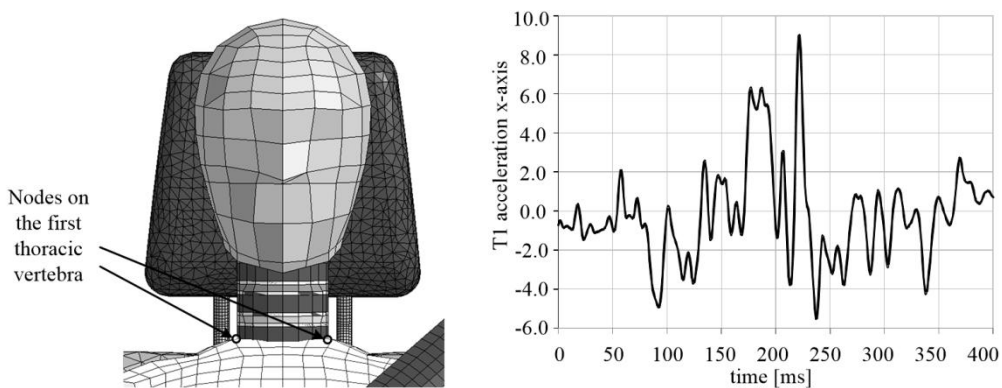 Nodes on
the first
thoracic
vertebra
T1 acceleration x-axis
10.0
8.0
6.0
4.0
2.0
0.0
-2.0
-4.0
-6.0
0 50 100 150 200 250 300 350 400
time [ms]